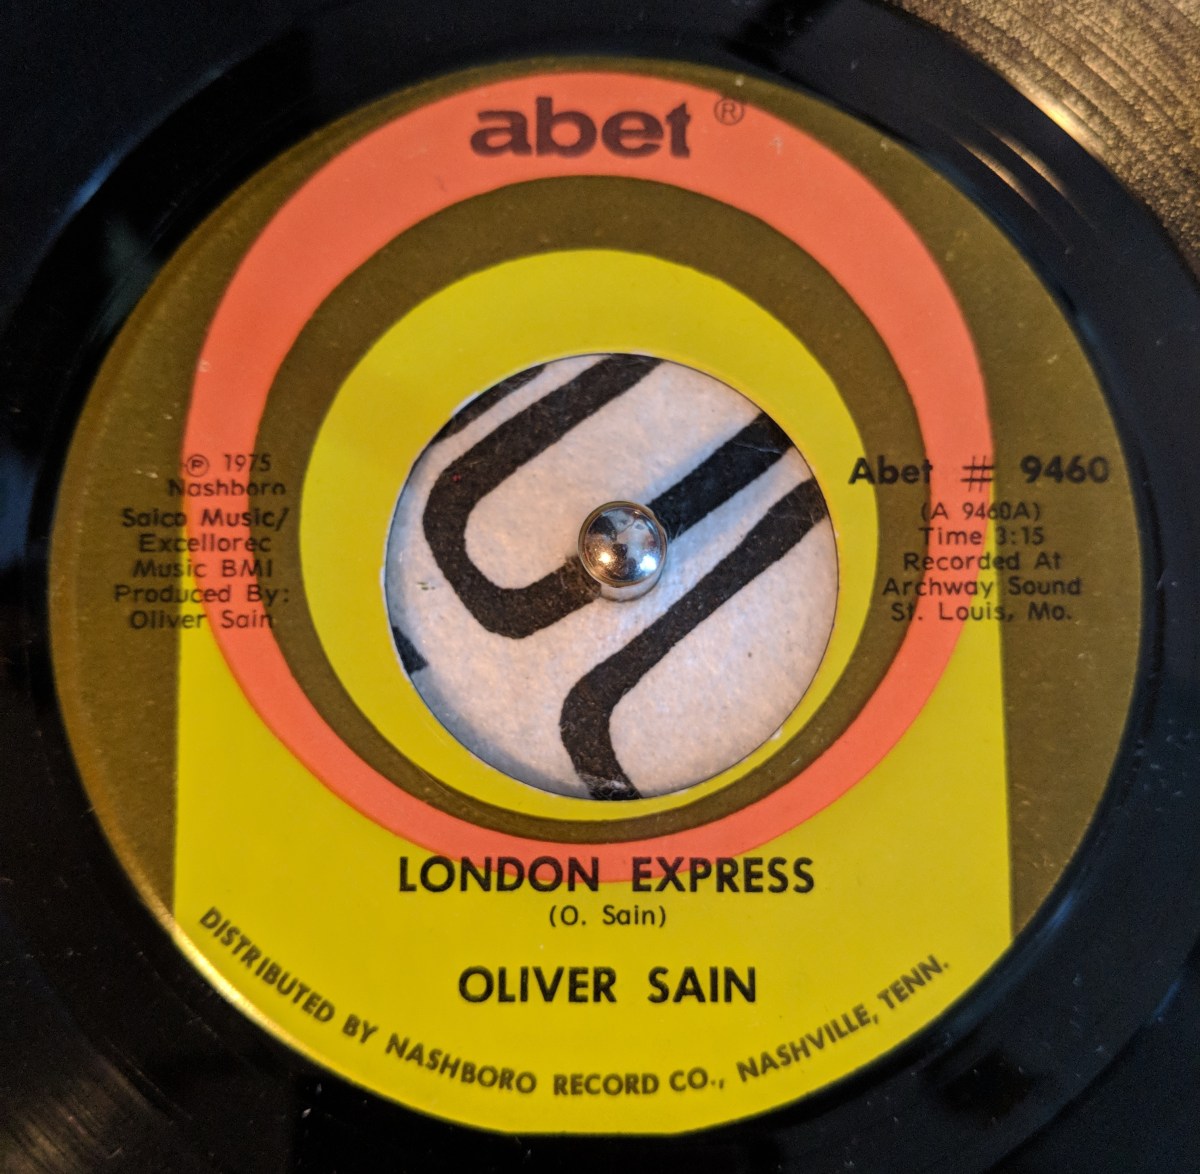 abet®
℗ 1975
Nashboro
Saico Music/
Excellorec
Music BMI
Produced By:
Oliver Sain
Abet # 9460
(A 9460A)
Time 3:15
Recorded At
Archway Sound
St. Louis, Mo.
LONDON EXPRESS
(O. Sain)
OLIVER SAIN
DISTRIBUTED BY NASHBORO RECORD CO., NASHVILLE, TENN.